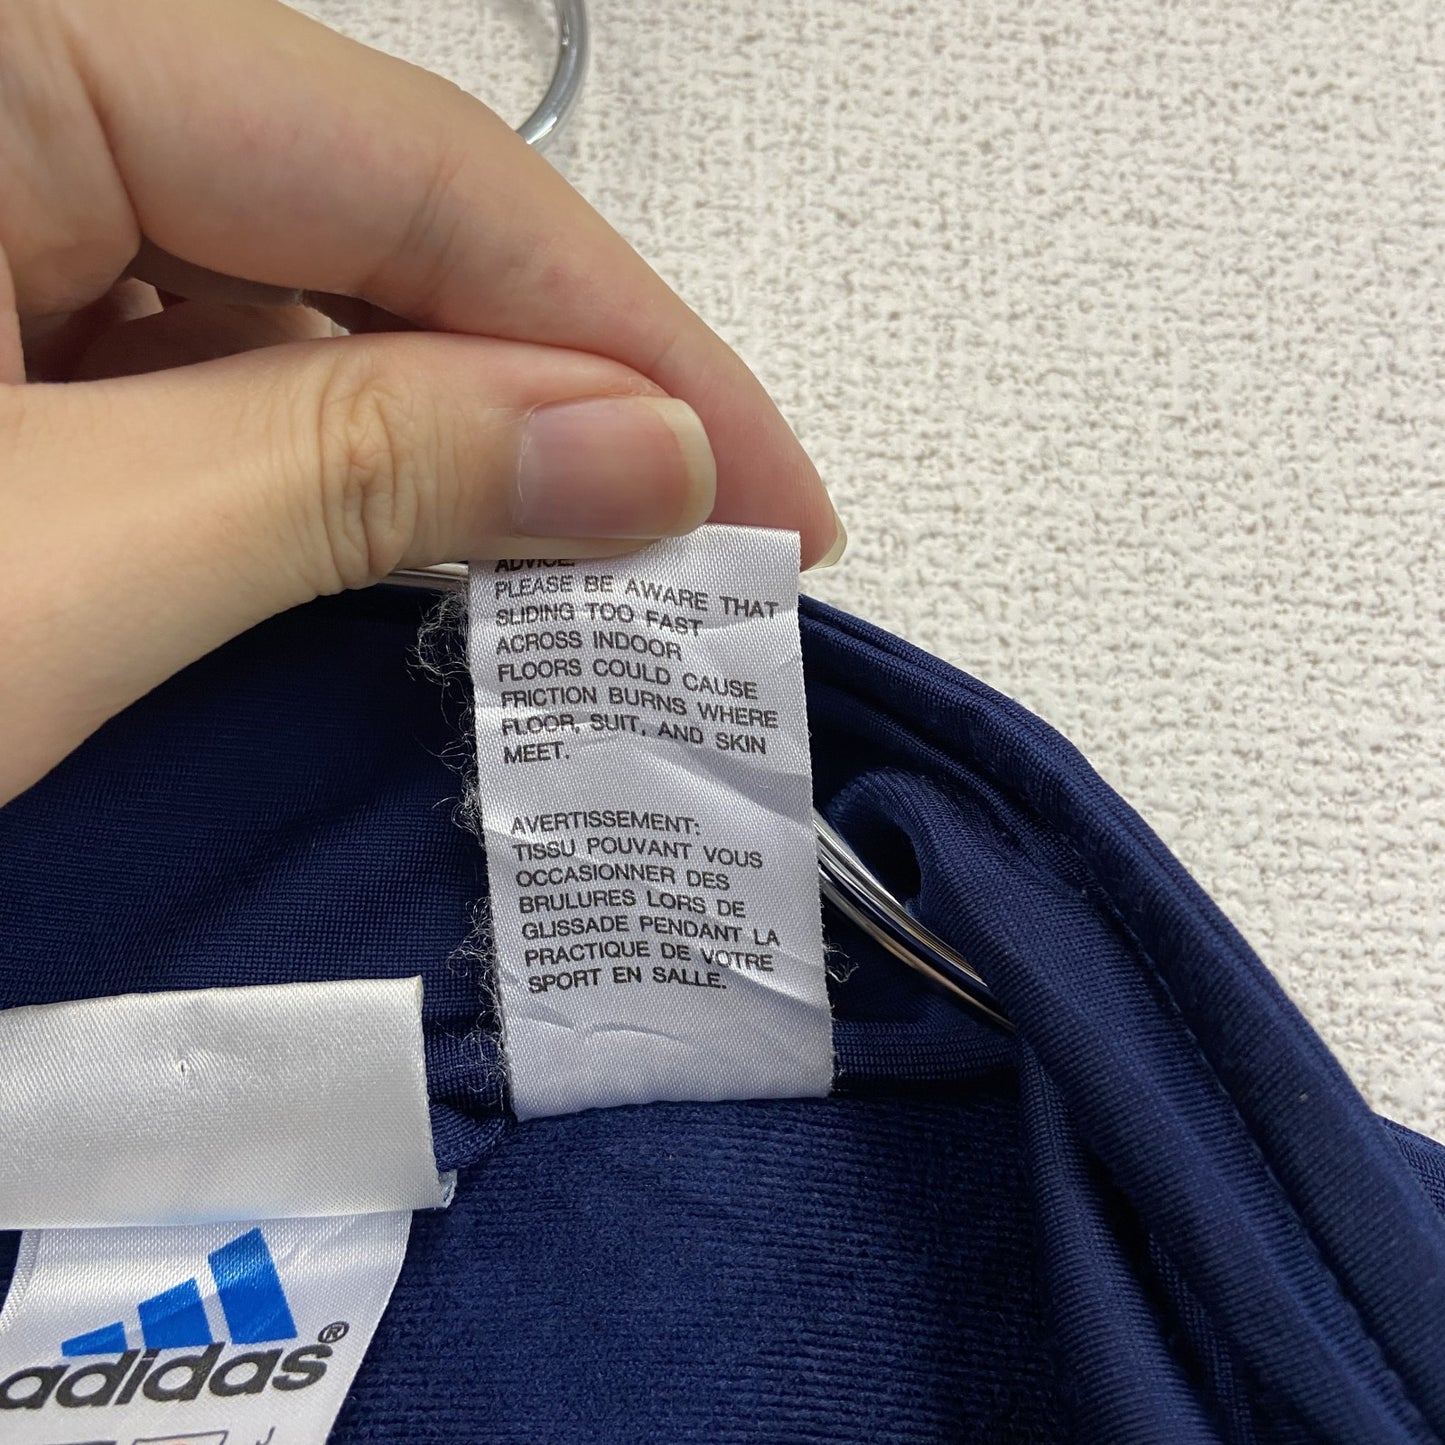 ADVICE:
PLEASE BE AWARE THAT
SLIDING TOO FAST
ACROSS INDOOR
FLOORS COULD CAUSE
FRICTION BURNS WHERE
FLOOR, SUIT, AND SKIN
MEET.
AVERTISSEMENT:
TISSU POUVANT VOUS
OCCASIONNER DES
BRULURES LORS DE
GLISSADE PENDANT LA
PRACTIQUE DE VOTRE
SPORT EN SALLE.
adidas®